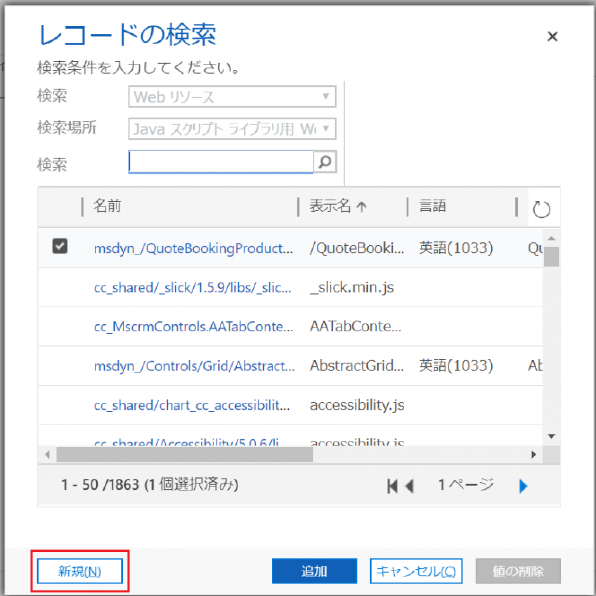 レコードの検索
検索条件を入力してください。
検索 Web リソース
検索場所 Java スクリプト ライブラリ用 W
検索
名前 表示名 言語
msdyn_/QuoteBookingProduct... /QuoteBooki... 英語(1033) Qu
cc_shared/_slick/1.5.9/libs/_slic... _slick.min.js
cc_MscrmControls.AATabConte... AATabConte...
msdyn_/Controls/Grid/Abstract... AbstractGrid... 英語(1033) Ab
cc_shared/chart_cc_accessibilit... accessibility.js
cc_shared/Accessibility/5.0.6/li... accessibility.js
1 - 50 /1863 (1 個選択済み) 1 ページ
新規(N) 追加 キャンセル(C) 値の削除